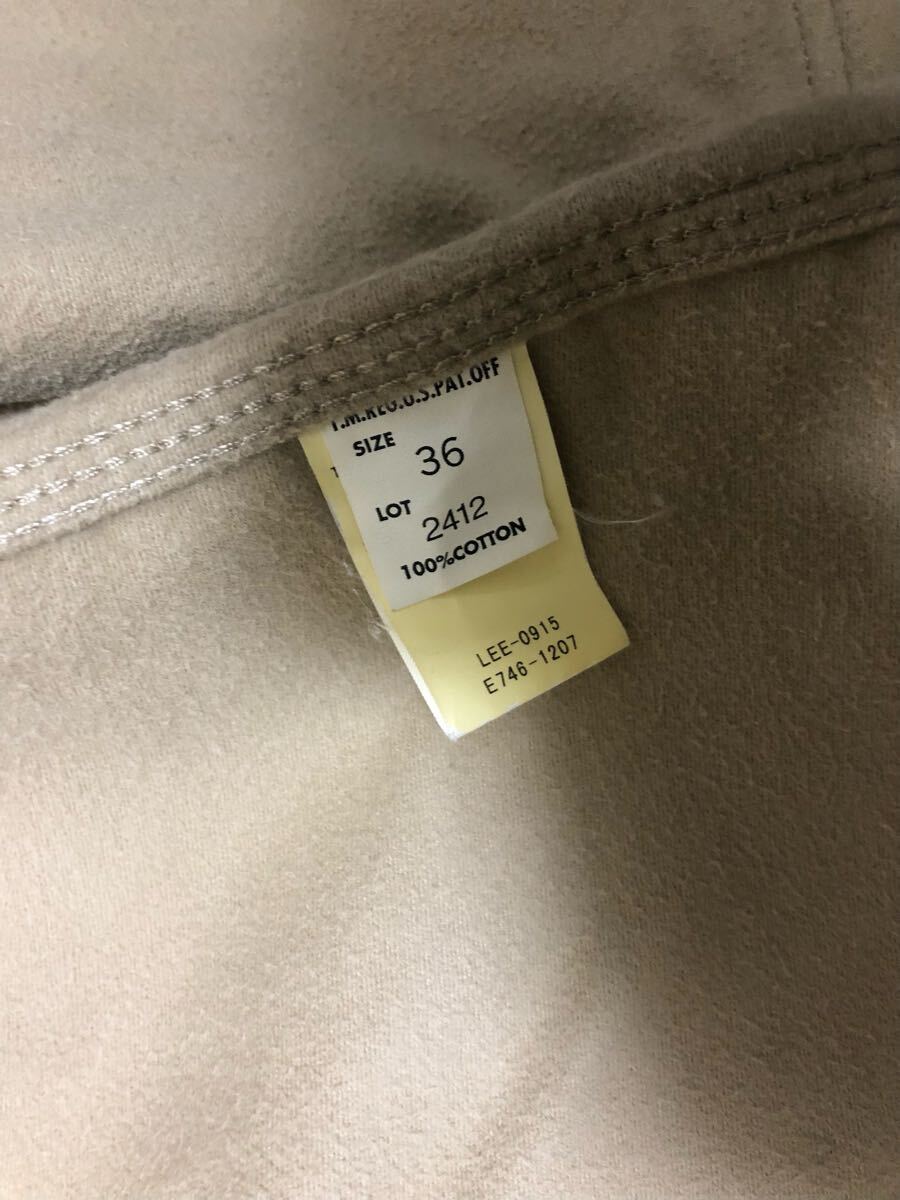 T.M.REG.U.S.PAT.OFF
SIZE 36
LOT 2412
100%COTTON
LEE-0915
E746-1207